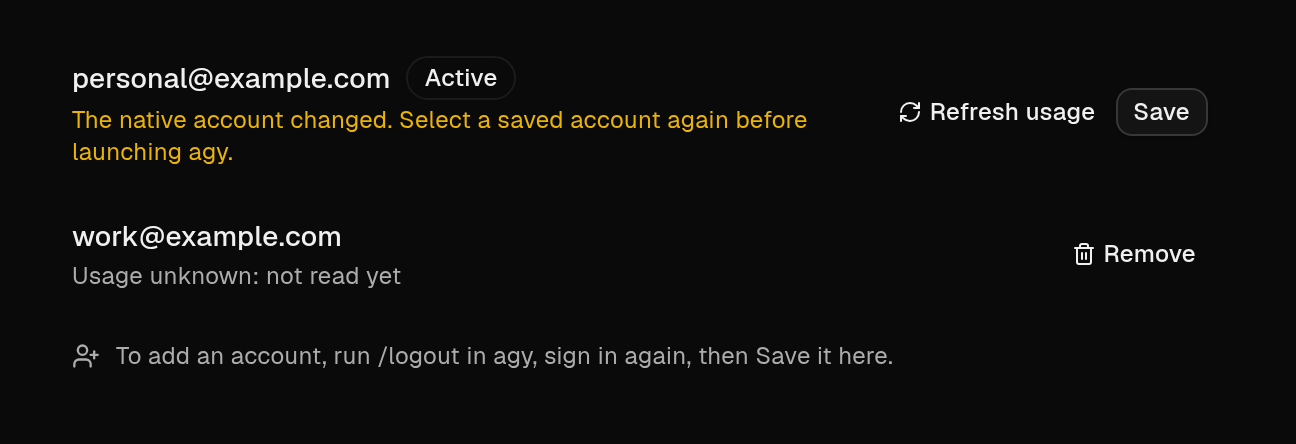 personal@example.com Active
The native account changed. Select a saved account again before
launching agy.
Refresh usage Save
work@example.com
Usage unknown: not read yet
Remove
To add an account, run /logout in agy, sign in again, then Save it here.